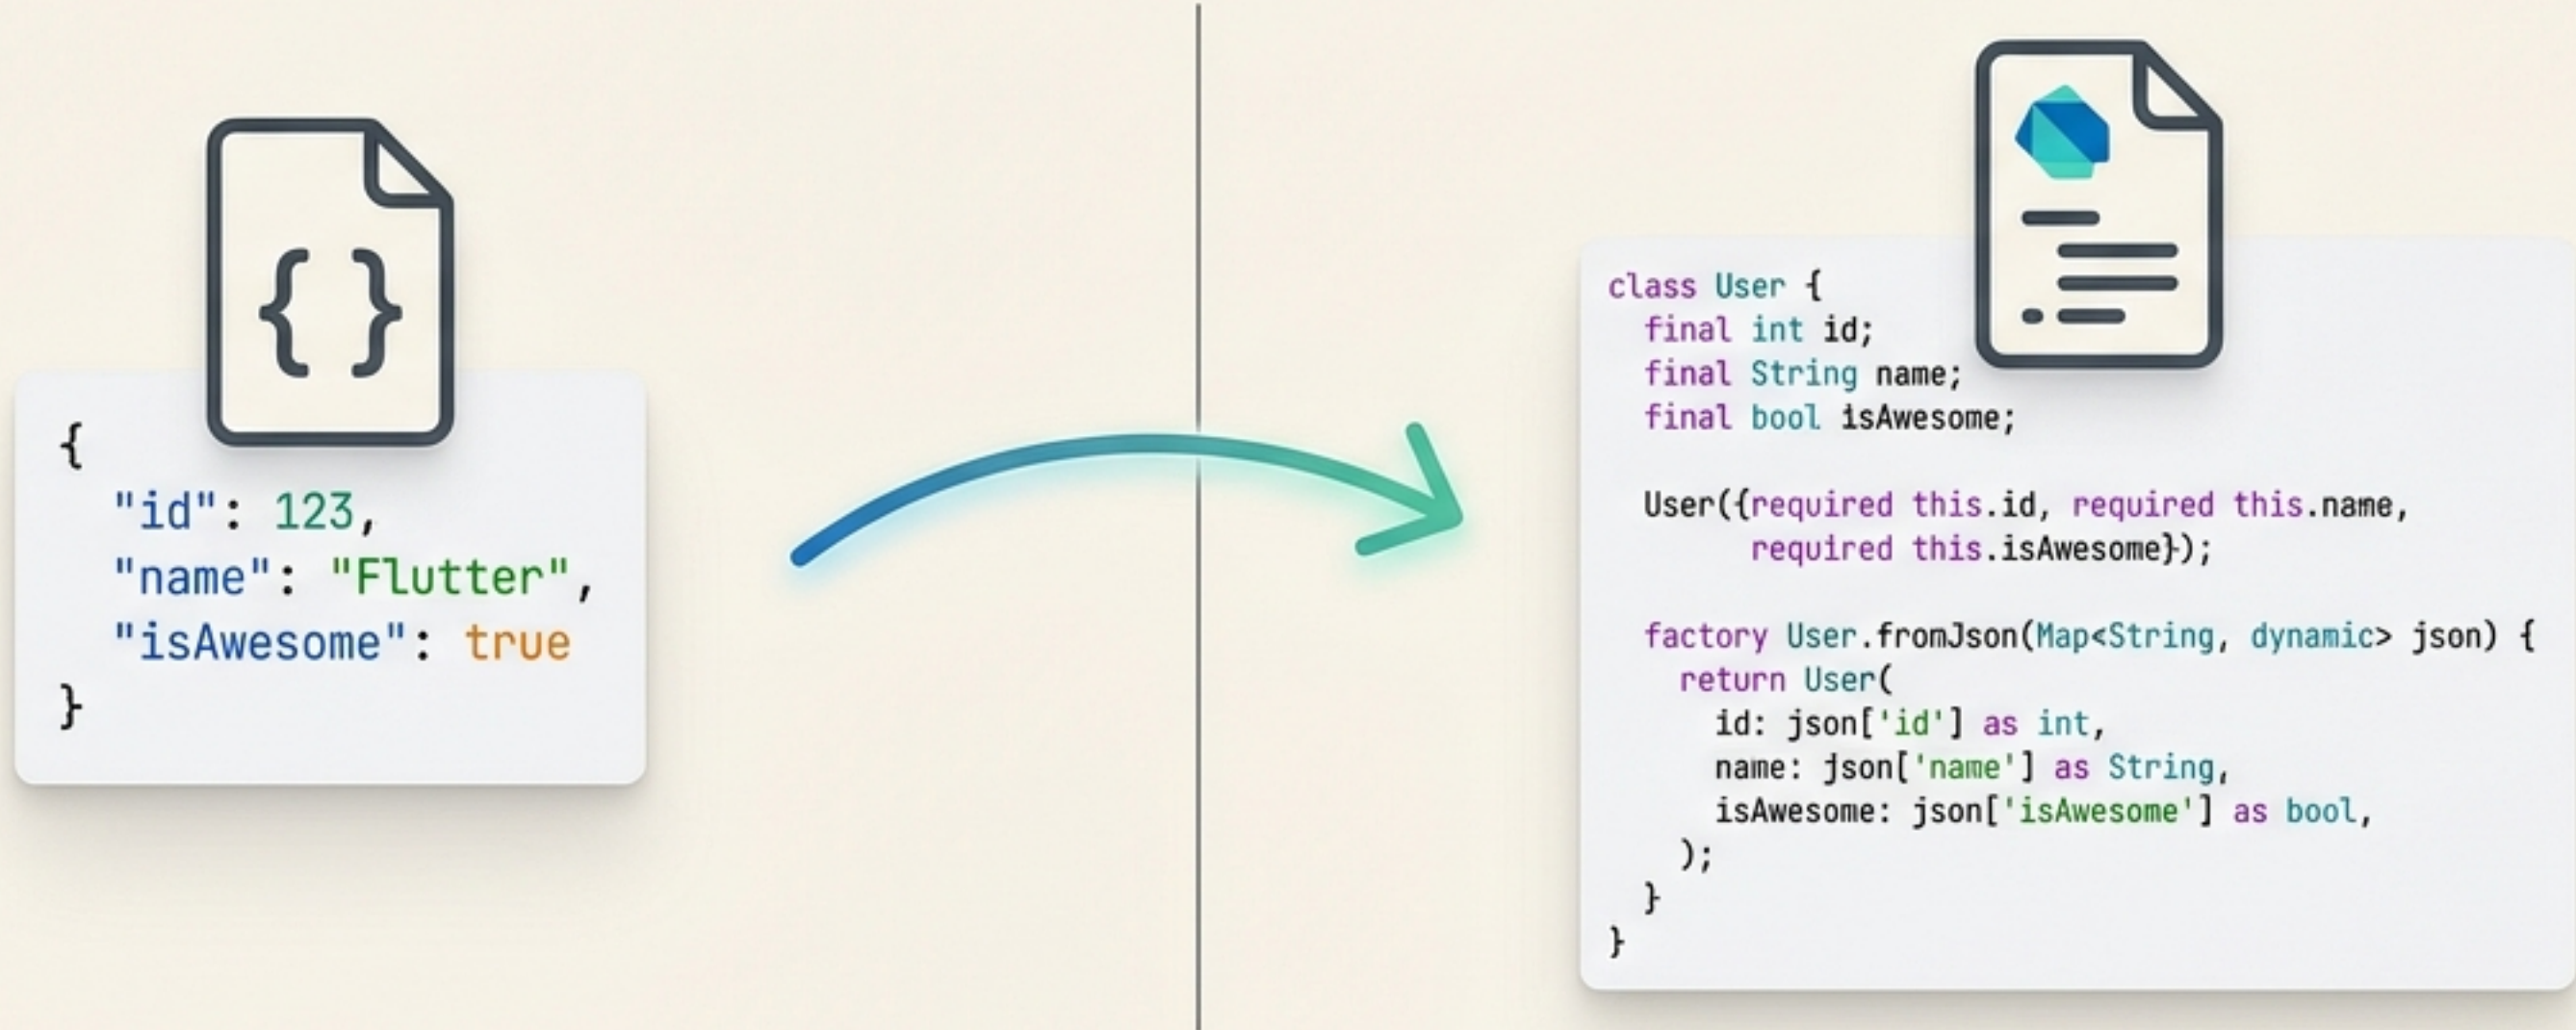 { }
{
  "id": 123,
  "name": "Flutter",
  "isAwesome": true
}
class User {
  final int id;
  final String name;
  final bool isAwesome;
  User({required this.id, required this.name,
        required this.isAwesome});
  factory User.fromJson(Map<String, dynamic> json) {
    return User(
      id: json['id'] as int,
      name: json['name'] as String,
      isAwesome: json['isAwesome'] as bool,
    );
  }
}